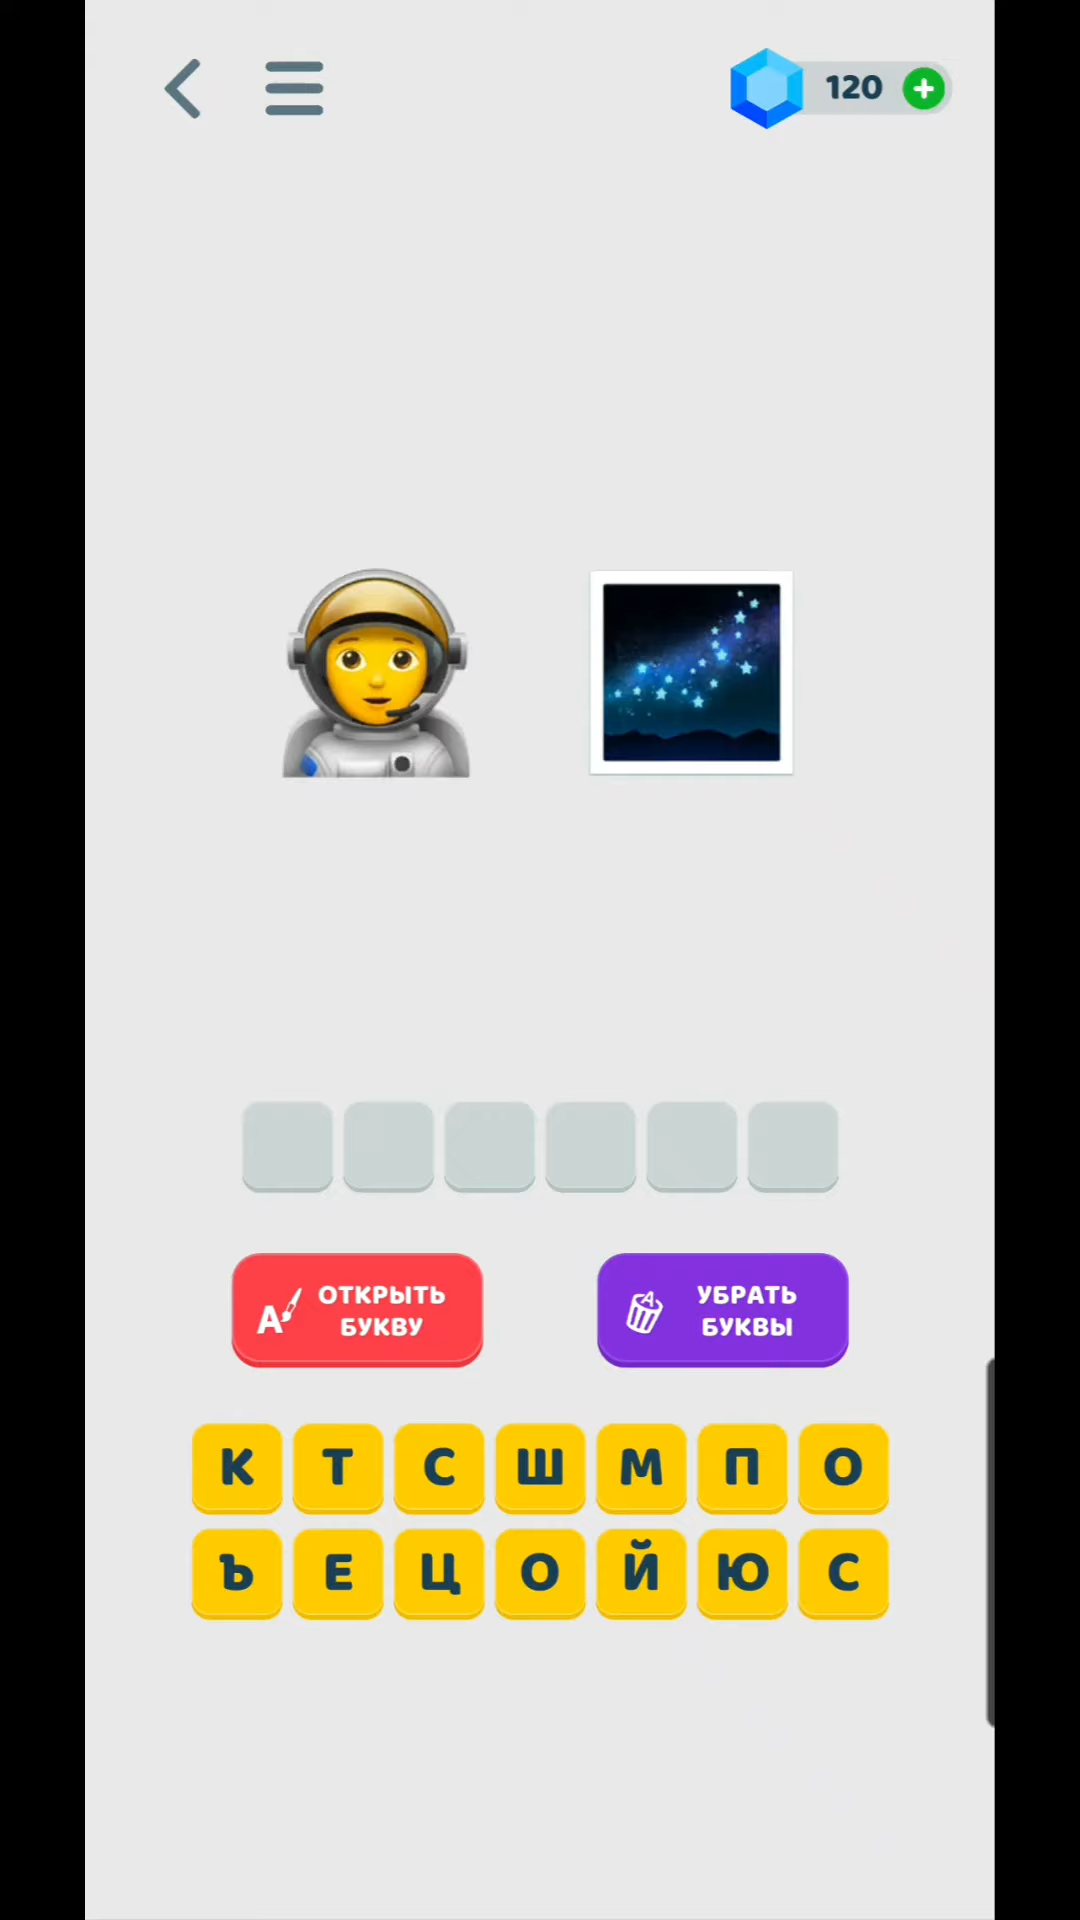 120
ОТКРЫТЬ
БУКВУ
УБРАТЬ
БУКВЫ
К Т С Ш М П О
Ъ Е Ц О Й Ю С